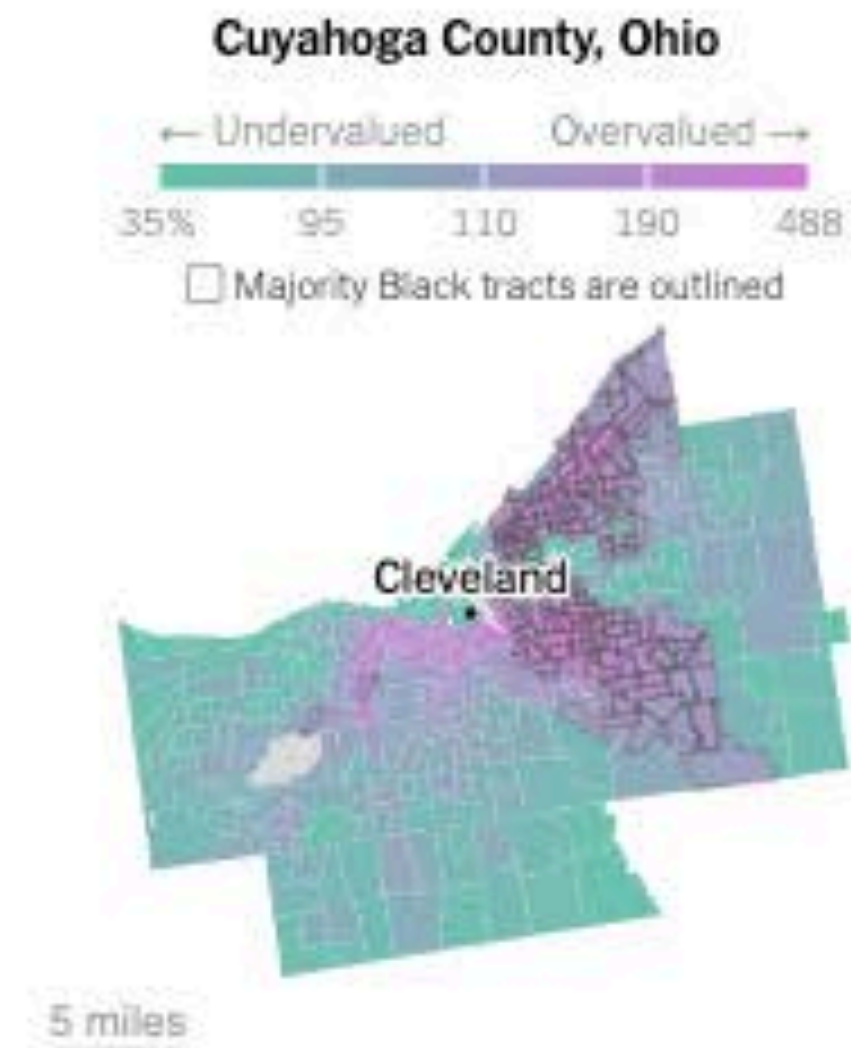 Cuyahoga County, Ohio
← Undervalued Overvalued →
35% 95 110 190 488
Majority Black tracts are outlined
Cleveland
5 miles